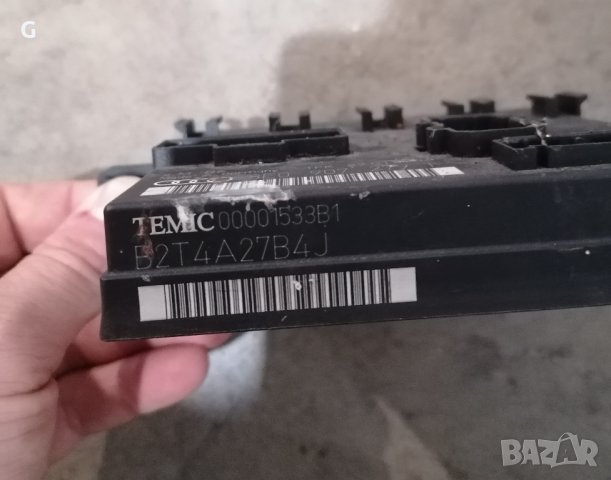 G
TEMIC 00001533B1
B2T4A27B4J
BAZAR